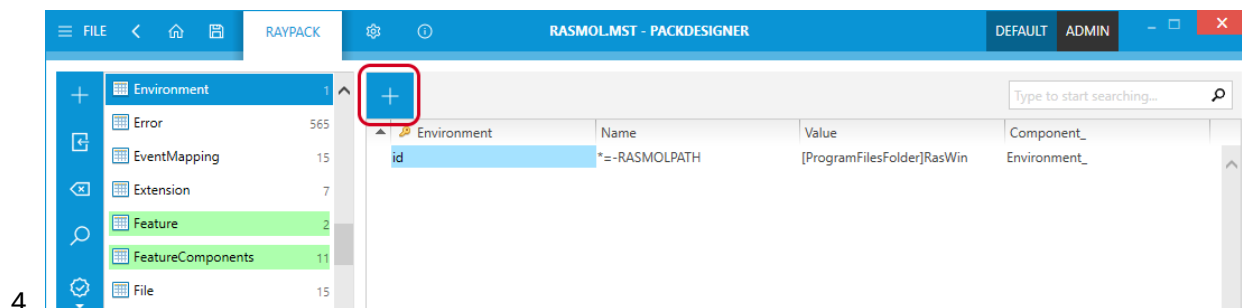 FILE RAYPACK RASMOL.MST - PACKDESIGNER DEFAULT ADMIN
Environment 1
Type to start searching...
Error 565
Environment Name Value Component_
EventMapping 15
id *=-RASMOLPATH [ProgramFilesFolder]RasWin Environment_
Extension 7
Feature 2
FeatureComponents 11
File 15
4